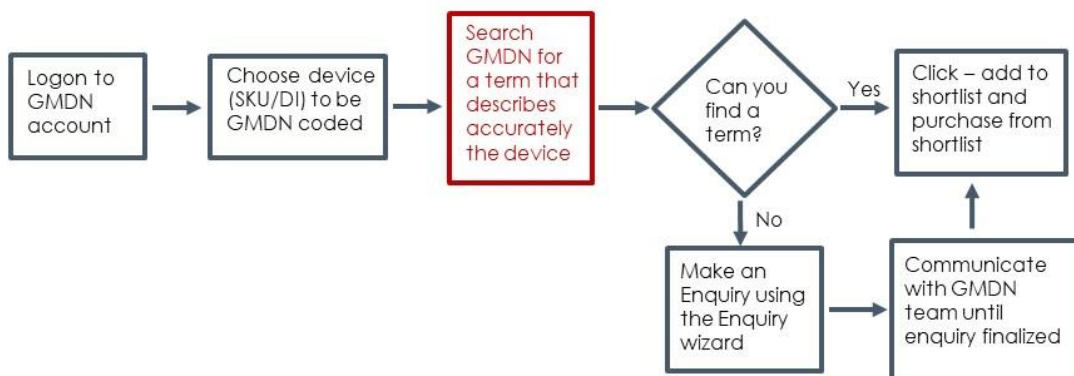 Logon to
GMDN
account
Choose device
(SKU/DI) to be
GMDN coded
Search
GMDN for
a term that
describes
accurately
the device
Can you
find a
term?
Yes
Click – add to
shortlist and
purchase from
shortlist
No
Make an
Enquiry using
the Enquiry
wizard
Communicate
with GMDN
team until
enquiry finalized